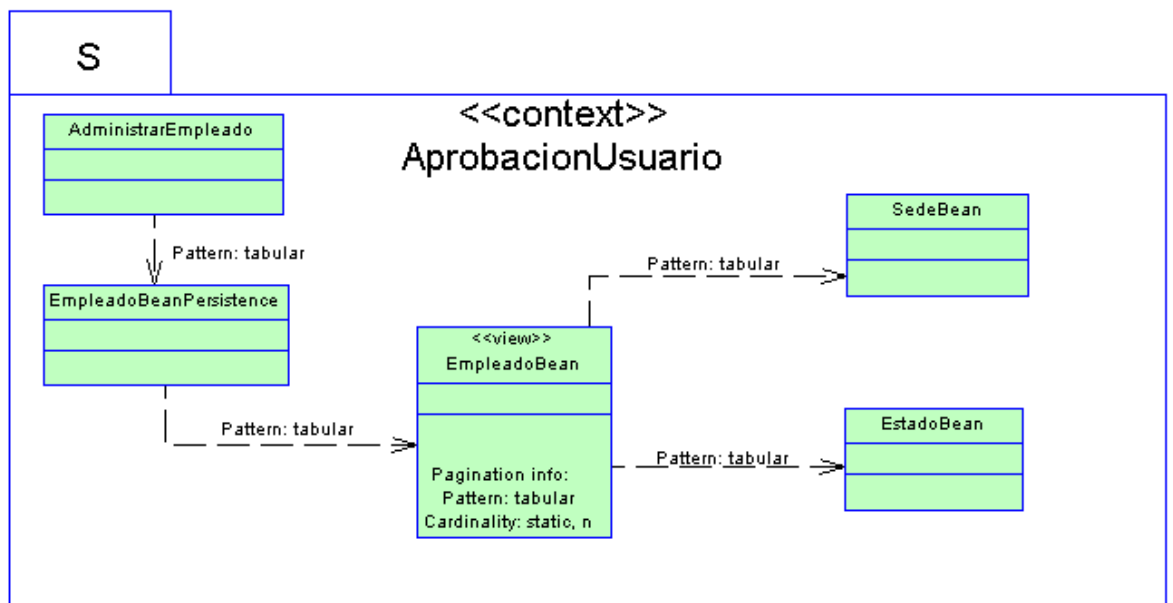 S
<<context>>
AprobacionUsuario
AdministrarEmpleado
Pattern: tabular
EmpleadoBeanPersistence
Pattern: tabular
<<view>>
EmpleadoBean
Pagination info:
Pattern: tabular
Cardinality: static, n
Pattern: tabular
SedeBean
Pattern: tabular
EstadoBean